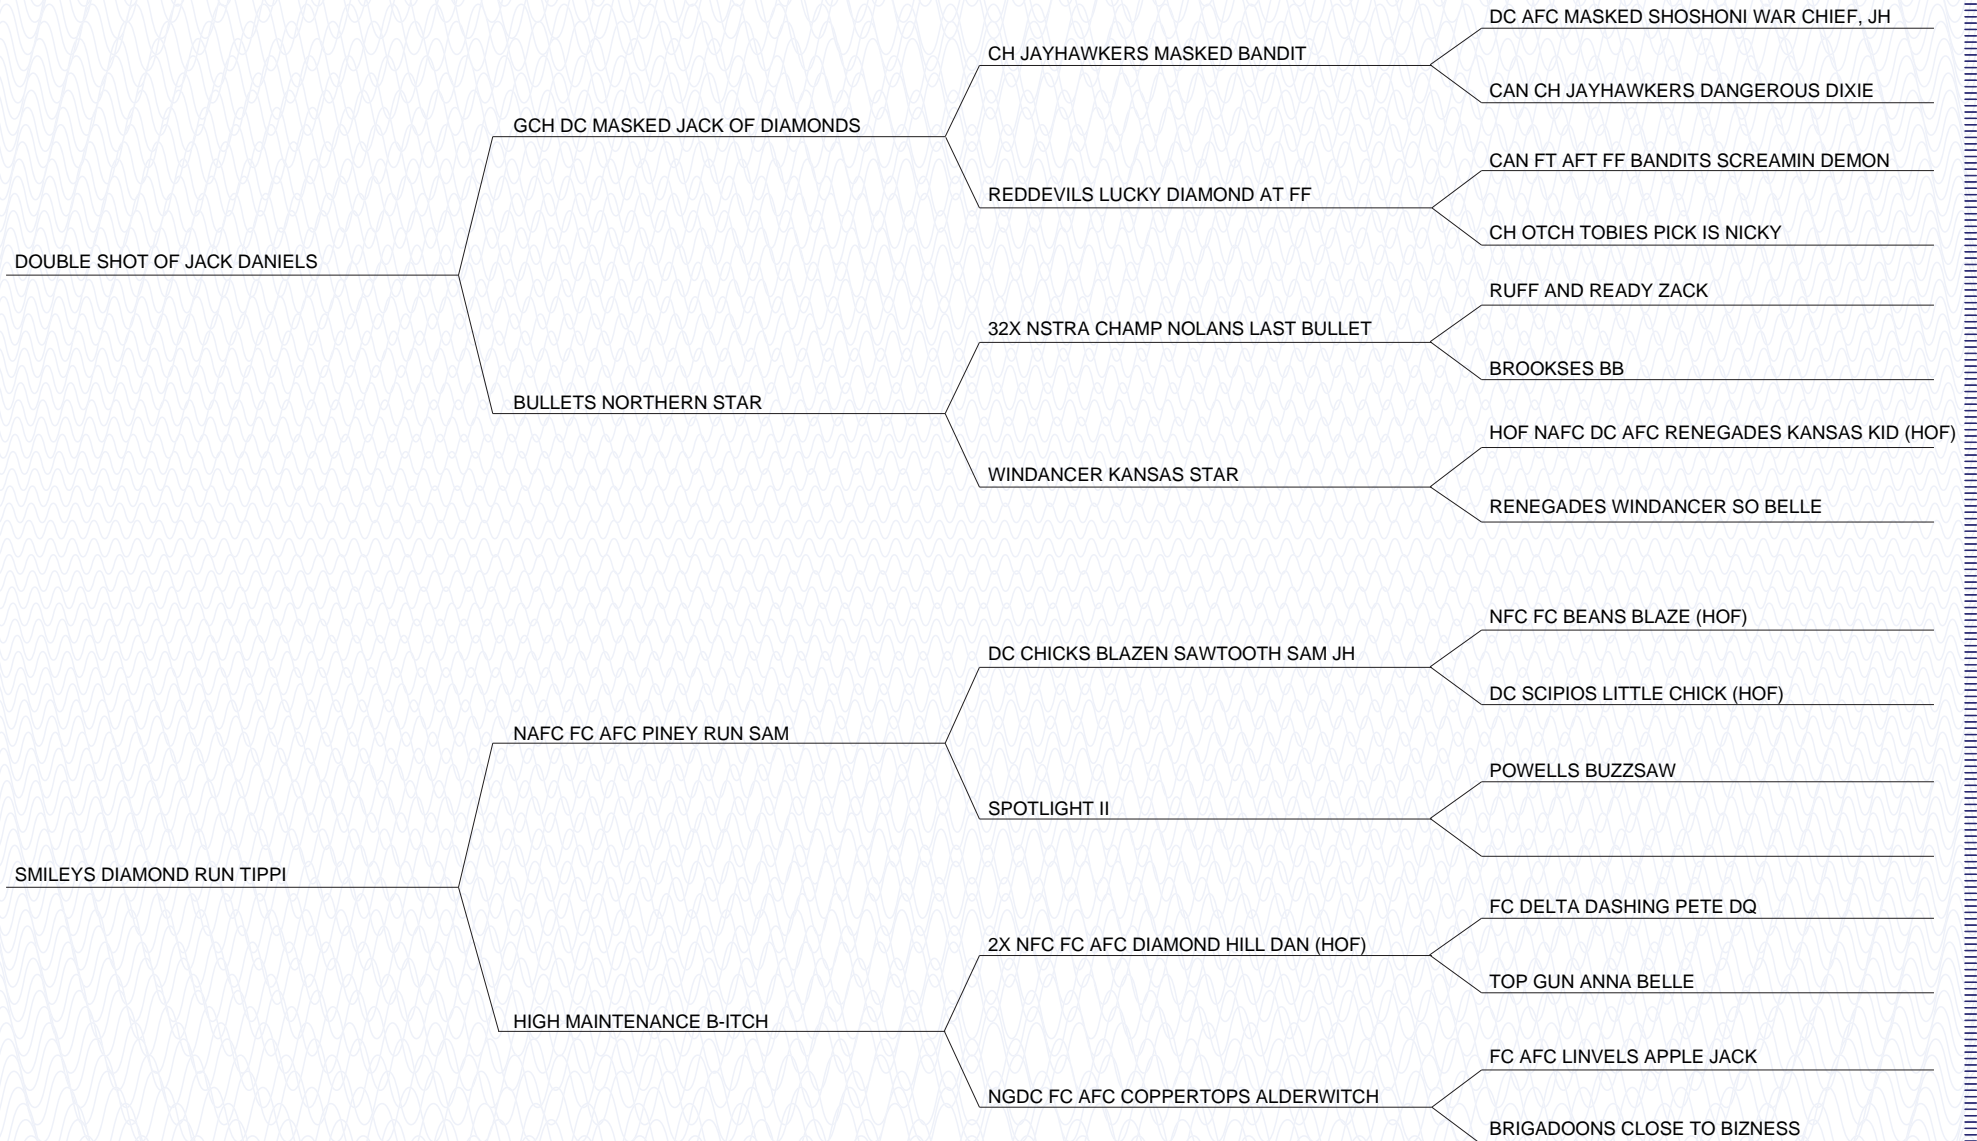 DC AFC MASKED SHOSHONI WAR CHIEF, JH
CH JAYHAWKERS MASKED BANDIT
CAN CH JAYHAWKERS DANGEROUS DIXIE
GCH DC MASKED JACK OF DIAMONDS
CAN FT AFT FF BANDITS SCREAMIN DEMON
REDDEVILS LUCKY DIAMOND AT FF
CH OTCH TOBIES PICK IS NICKY
DOUBLE SHOT OF JACK DANIELS
RUFF AND READY ZACK
32X NSTRA CHAMP NOLANS LAST BULLET
BROOKSES BB
BULLETS NORTHERN STAR
HOF NAFC DC AFC RENEGADES KANSAS KID (HOF)
WINDANCER KANSAS STAR
RENEGADES WINDANCER SO BELLE
NFC FC BEANS BLAZE (HOF)
DC CHICKS BLAZEN SAWTOOTH SAM JH
DC SCIPIOS LITTLE CHICK (HOF)
NAFC FC AFC PINEY RUN SAM
POWELLS BUZZSAW
SPOTLIGHT II
SMILEYS DIAMOND RUN TIPPI
FC DELTA DASHING PETE DQ
2X NFC FC AFC DIAMOND HILL DAN (HOF)
TOP GUN ANNA BELLE
HIGH MAINTENANCE B-ITCH
FC AFC LINVELS APPLE JACK
NGDC FC AFC COPPERTOPS ALDERWITCH
BRIGADOONS CLOSE TO BIZNESS